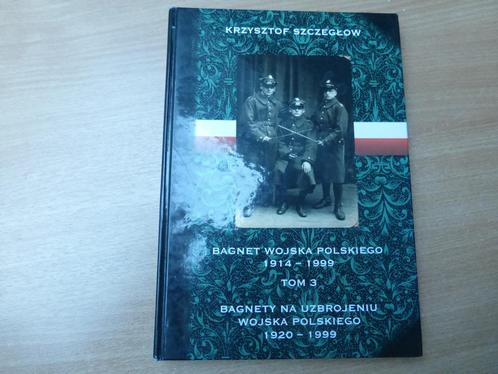 KRZYSZTOF SZCZEGŁOW
BAGNET WOJSKA POLSKIEGO
1914 – 1999
TOM 3
BAGNETY NA UZBROJENIU
WOJSKA POLSKIEGO
1920 – 1999